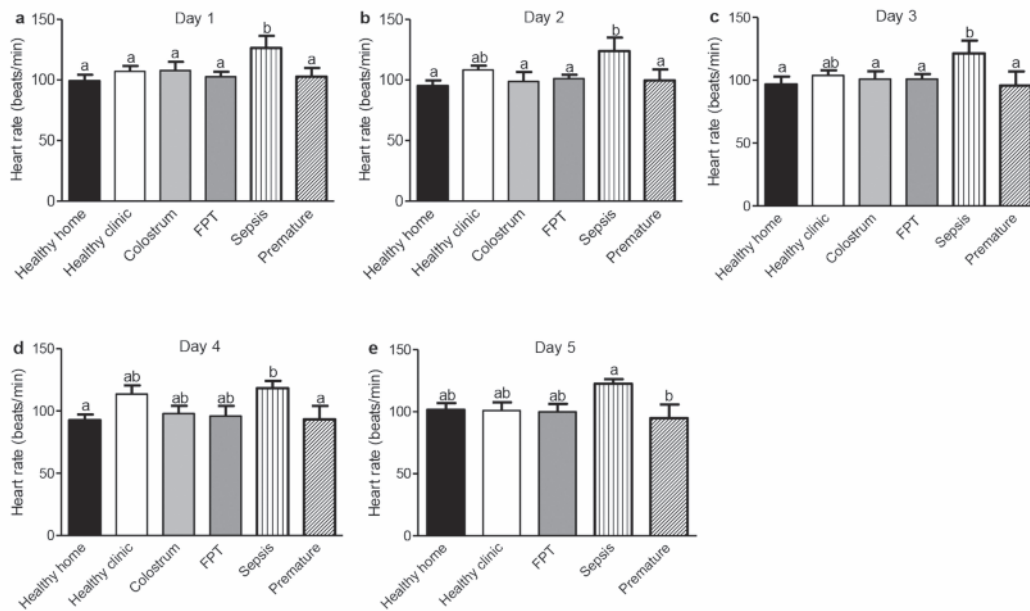 a Day 1
Heart rate (beats/min)
150
100
50
0
a a a a b a
Healthy home
Healthy clinic
Colostrum
FPT
Sepsis
Premature
b Day 2
Heart rate (beats/min)
150
100
50
0
a ab a a b a
Healthy home
Healthy clinic
Colostrum
FPT
Sepsis
Premature
c Day 3
Heart rate (beats/min)
150
100
50
0
a ab a a b a
Healthy home
Healthy clinic
Colostrum
FPT
Sepsis
Premature
d Day 4
Heart rate (beats/min)
150
100
50
0
a ab ab ab b a
Healthy home
Healthy clinic
Colostrum
FPT
Sepsis
Premature
e Day 5
Heart rate (beats/min)
150
100
50
0
ab ab ab a b
Healthy home
Healthy clinic
FPT
Sepsis
Premature